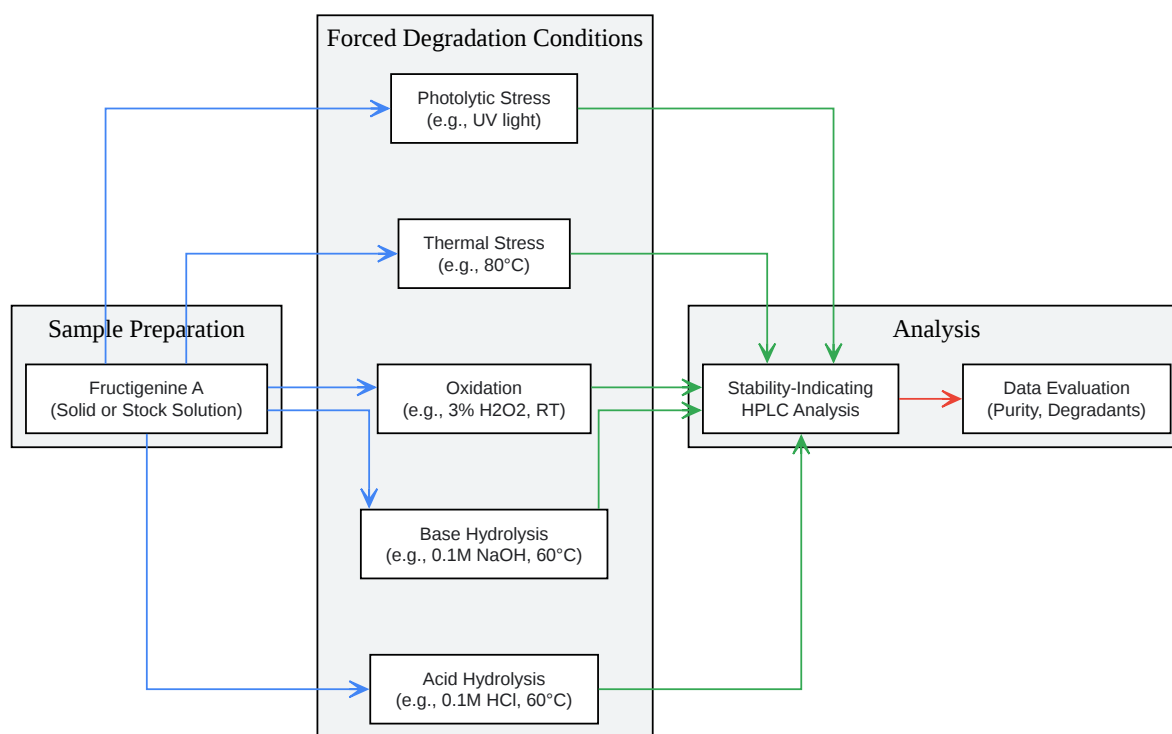 Forced Degradation Conditions
Photolytic Stress
(e.g., UV light)
Thermal Stress
(e.g., 80°C)
Sample Preparation
Fructigenine A
(Solid or Stock Solution)
Oxidation
(e.g., 3% H2O2, RT)
Base Hydrolysis
(e.g., 0.1M NaOH, 60°C)
Acid Hydrolysis
(e.g., 0.1M HCl, 60°C)
Analysis
Stability-Indicating
HPLC Analysis
Data Evaluation
(Purity, Degradants)